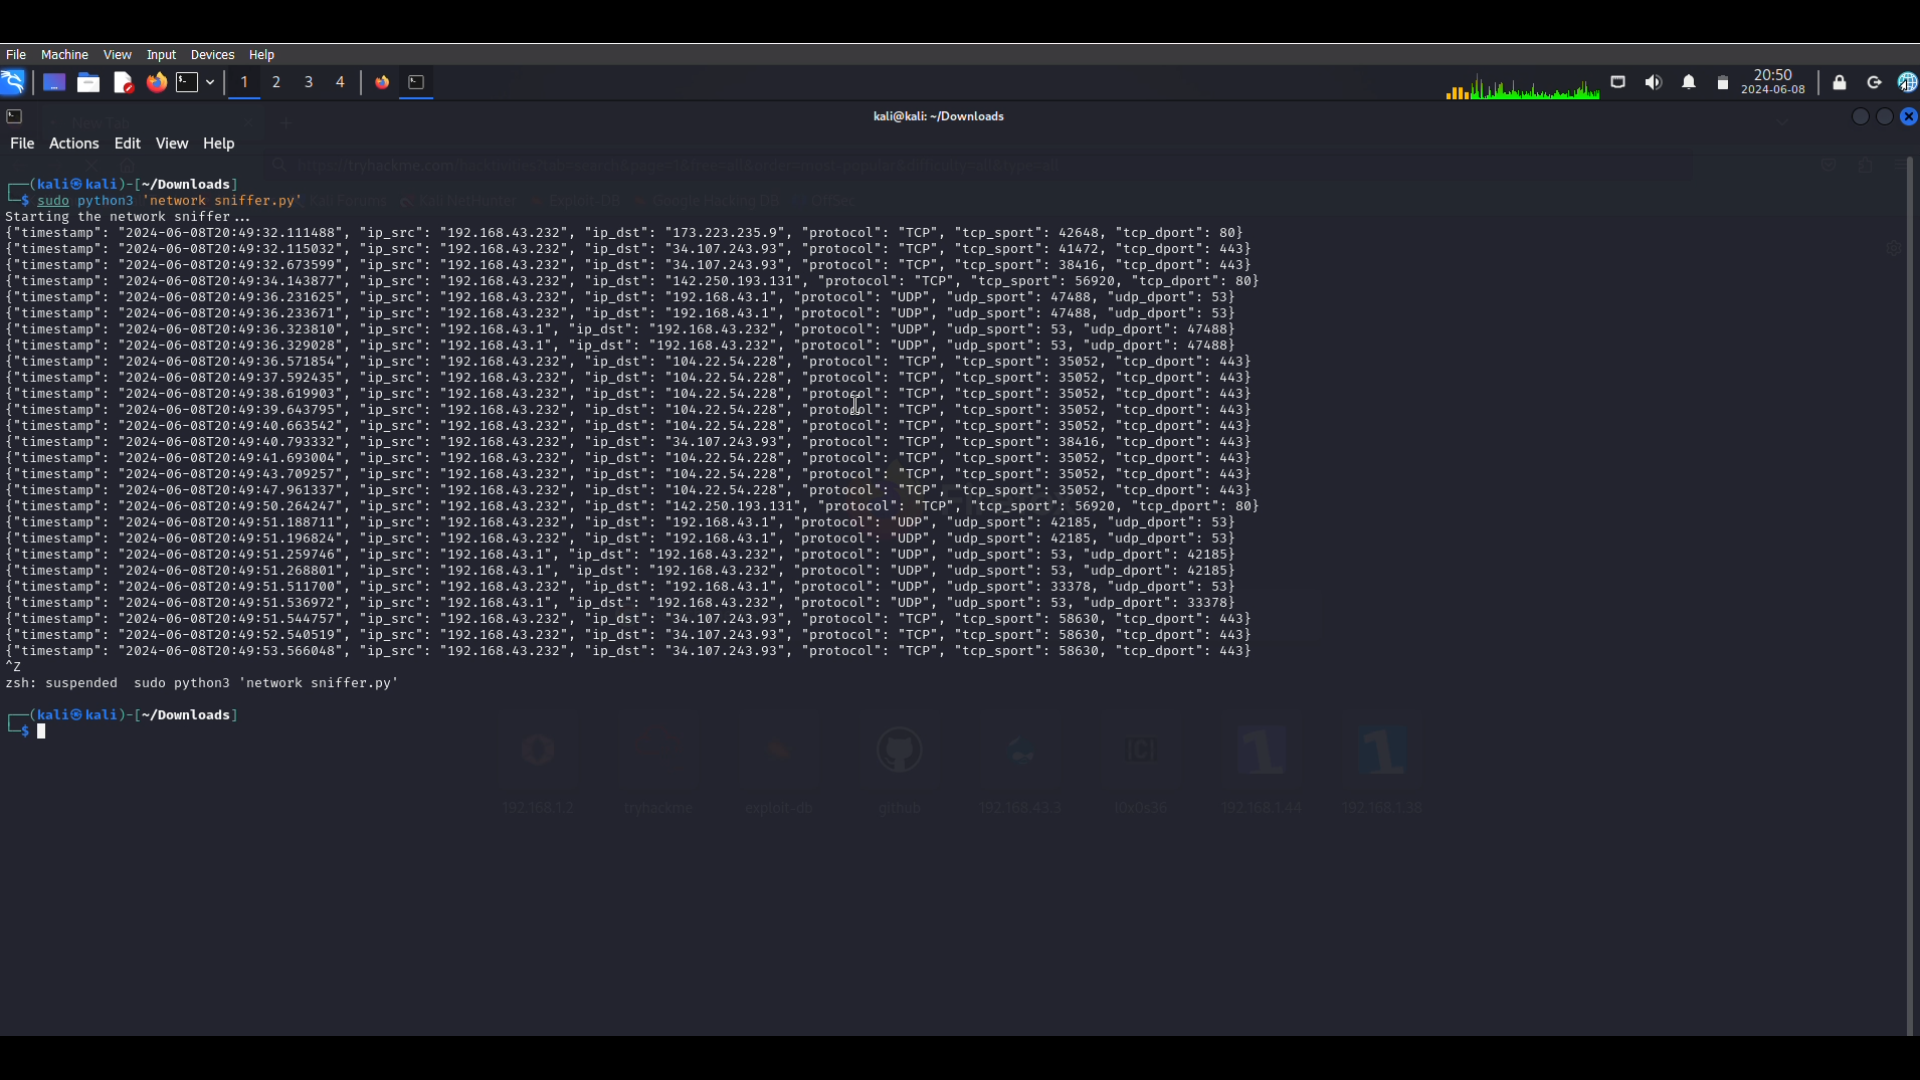 File Machine View Input Devices Help
1 2 3 4 20:50
2024-06-08
kali@kali: ~/Downloads
New Tab
File Actions Edit View Help
┌──(kali㉿kali)-[~/Downloads]
└─$ sudo python3 'network sniffer.py'
Kali Forums Kali NetHunter Exploit-DB Google Hacking DB OffSec
Starting the network sniffer...
{"timestamp": "2024-06-08T20:49:32.111488", "ip_src": "192.168.43.232", "ip_dst": "173.223.235.9", "protocol": "TCP", "tcp_sport": 42648, "tcp_dport": 80}
{"timestamp": "2024-06-08T20:49:32.115032", "ip_src": "192.168.43.232", "ip_dst": "34.107.243.93", "protocol": "TCP", "tcp_sport": 41472, "tcp_dport": 443}
{"timestamp": "2024-06-08T20:49:32.673599", "ip_src": "192.168.43.232", "ip_dst": "34.107.243.93", "protocol": "TCP", "tcp_sport": 38416, "tcp_dport": 443}
{"timestamp": "2024-06-08T20:49:34.143877", "ip_src": "192.168.43.232", "ip_dst": "142.250.193.131", "protocol": "TCP", "tcp_sport": 56920, "tcp_dport": 80}
{"timestamp": "2024-06-08T20:49:36.231625", "ip_src": "192.168.43.232", "ip_dst": "192.168.43.1", "protocol": "UDP", "udp_sport": 47488, "udp_dport": 53}
{"timestamp": "2024-06-08T20:49:36.233671", "ip_src": "192.168.43.232", "ip_dst": "192.168.43.1", "protocol": "UDP", "udp_sport": 47488, "udp_dport": 53}
{"timestamp": "2024-06-08T20:49:36.323810", "ip_src": "192.168.43.1", "ip_dst": "192.168.43.232", "protocol": "UDP", "udp_sport": 53, "udp_dport": 47488}
{"timestamp": "2024-06-08T20:49:36.329028", "ip_src": "192.168.43.1", "ip_dst": "192.168.43.232", "protocol": "UDP", "udp_sport": 53, "udp_dport": 47488}
{"timestamp": "2024-06-08T20:49:36.571854", "ip_src": "192.168.43.232", "ip_dst": "104.22.54.228", "protocol": "TCP", "tcp_sport": 35052, "tcp_dport": 443}
{"timestamp": "2024-06-08T20:49:37.592435", "ip_src": "192.168.43.232", "ip_dst": "104.22.54.228", "protocol": "TCP", "tcp_sport": 35052, "tcp_dport": 443}
{"timestamp": "2024-06-08T20:49:38.619903", "ip_src": "192.168.43.232", "ip_dst": "104.22.54.228", "protocol": "TCP", "tcp_sport": 35052, "tcp_dport": 443}
{"timestamp": "2024-06-08T20:49:39.643795", "ip_src": "192.168.43.232", "ip_dst": "104.22.54.228", "protocol": "TCP", "tcp_sport": 35052, "tcp_dport": 443}
{"timestamp": "2024-06-08T20:49:40.663542", "ip_src": "192.168.43.232", "ip_dst": "104.22.54.228", "protocol": "TCP", "tcp_sport": 35052, "tcp_dport": 443}
{"timestamp": "2024-06-08T20:49:40.793332", "ip_src": "192.168.43.232", "ip_dst": "34.107.243.93", "protocol": "TCP", "tcp_sport": 38416, "tcp_dport": 443}
{"timestamp": "2024-06-08T20:49:41.693004", "ip_src": "192.168.43.232", "ip_dst": "104.22.54.228", "protocol": "TCP", "tcp_sport": 35052, "tcp_dport": 443}
{"timestamp": "2024-06-08T20:49:43.709257", "ip_src": "192.168.43.232", "ip_dst": "104.22.54.228", "protocol": "TCP", "tcp_sport": 35052, "tcp_dport": 443}
{"timestamp": "2024-06-08T20:49:47.961337", "ip_src": "192.168.43.232", "ip_dst": "104.22.54.228", "protocol": "TCP", "tcp_sport": 35052, "tcp_dport": 443}
{"timestamp": "2024-06-08T20:49:50.264247", "ip_src": "192.168.43.232", "ip_dst": "142.250.193.131", "protocol": "TCP", "tcp_sport": 56920, "tcp_dport": 80}
{"timestamp": "2024-06-08T20:49:51.188711", "ip_src": "192.168.43.232", "ip_dst": "192.168.43.1", "protocol": "UDP", "udp_sport": 42185, "udp_dport": 53}
{"timestamp": "2024-06-08T20:49:51.196824", "ip_src": "192.168.43.232", "ip_dst": "192.168.43.1", "protocol": "UDP", "udp_sport": 42185, "udp_dport": 53}
{"timestamp": "2024-06-08T20:49:51.259746", "ip_src": "192.168.43.1", "ip_dst": "192.168.43.232", "protocol": "UDP", "udp_sport": 53, "udp_dport": 42185}
{"timestamp": "2024-06-08T20:49:51.268801", "ip_src": "192.168.43.1", "ip_dst": "192.168.43.232", "protocol": "UDP", "udp_sport": 53, "udp_dport": 42185}
{"timestamp": "2024-06-08T20:49:51.511700", "ip_src": "192.168.43.232", "ip_dst": "192.168.43.1", "protocol": "UDP", "udp_sport": 33378, "udp_dport": 53}
{"timestamp": "2024-06-08T20:49:51.536972", "ip_src": "192.168.43.1", "ip_dst": "192.168.43.232", "protocol": "UDP", "udp_sport": 53, "udp_dport": 33378}
{"timestamp": "2024-06-08T20:49:51.544757", "ip_src": "192.168.43.232", "ip_dst": "34.107.243.93", "protocol": "TCP", "tcp_sport": 58630, "tcp_dport": 443}
{"timestamp": "2024-06-08T20:49:52.540519", "ip_src": "192.168.43.232", "ip_dst": "34.107.243.93", "protocol": "TCP", "tcp_sport": 58630, "tcp_dport": 443}
{"timestamp": "2024-06-08T20:49:53.566048", "ip_src": "192.168.43.232", "ip_dst": "34.107.243.93", "protocol": "TCP", "tcp_sport": 58630, "tcp_dport": 443}
^Z
zsh: suspended  sudo python3 'network sniffer.py'
┌──(kali㉿kali)-[~/Downloads]
└─$
192.168.1.2 tryhackme exploit-db github 192.168.43.3 l0x0s36 192.168.1.44 192.168.1.38